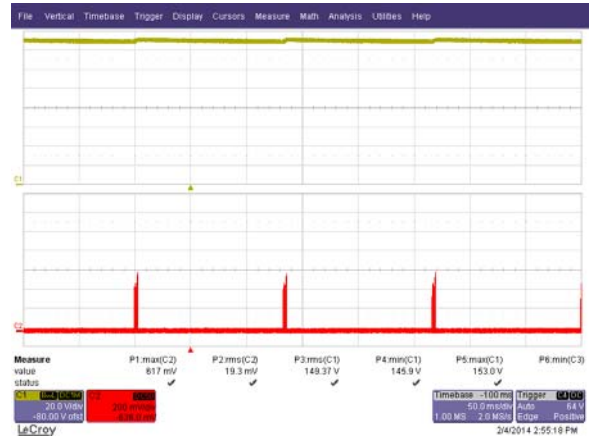 File Vertical Timebase Trigger Display Cursors Measure Math Analysis Utilities Help
C1
C2
Measure P1:max(C2) P2:rms(C2) P3:rms(C1) P4:min(C1) P5:max(C1) P6:min(C3)
value 617 mV 19.3 mV 149.37 V 145.9 V 153.0 V
status
C1 C2 Timebase -100 ms Trigger
20.0 V/div 200 mV/div 50.0 ms/div Auto 64 V
-80.00 V ofst 1.00 MS 2.0 MS/s Edge Positive
LeCroy 2/4/2014 2:55:18 PM